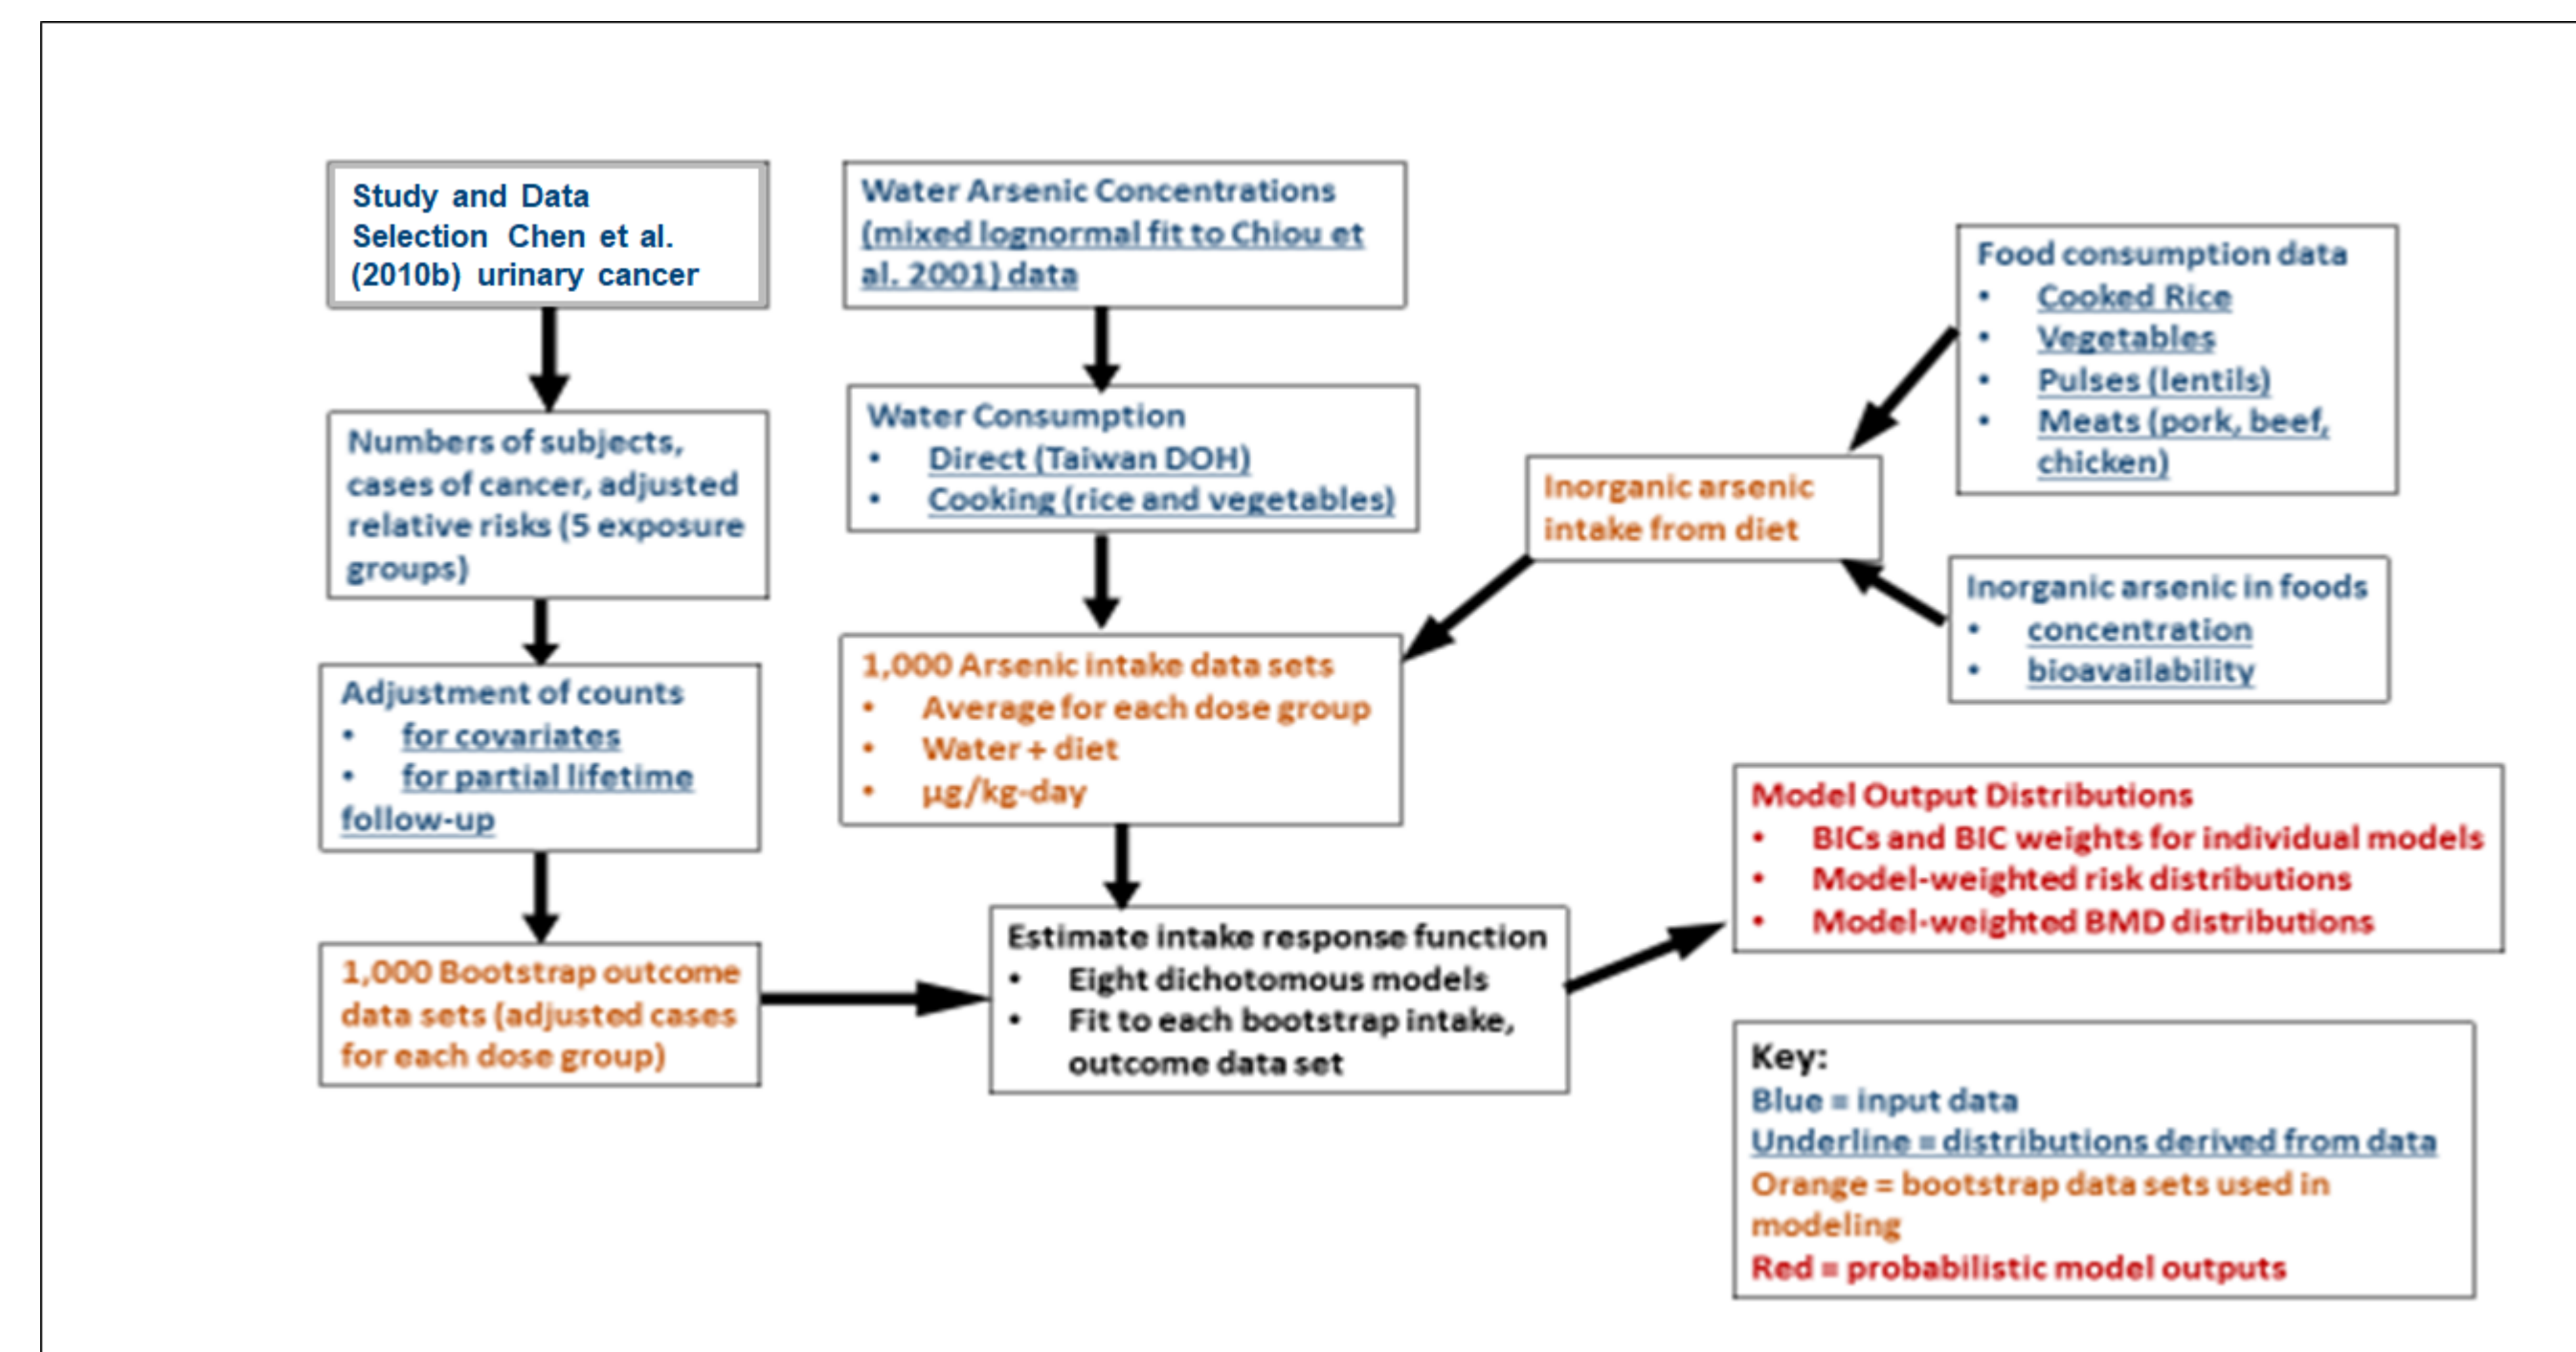 Study and Data
Selection Chen et al.
(2010b) urinary cancer
Numbers of subjects,
cases of cancer, adjusted
relative risks (5 exposure
groups)
Adjustment of counts
• for covariates
• for partial lifetime
follow-up
1,000 Bootstrap outcome
data sets (adjusted cases
for each dose group)
Water Arsenic Concentrations
(mixed lognormal fit to Chiou et
al. 2001) data
Water Consumption
• Direct (Taiwan DOH)
• Cooking (rice and vegetables)
1,000 Arsenic intake data sets
• Average for each dose group
• Water + diet
• µg/kg-day
Estimate intake response function
• Eight dichotomous models
• Fit to each bootstrap intake,
outcome data set
Inorganic arsenic
intake from diet
Food consumption data
• Cooked Rice
• Vegetables
• Pulses (lentils)
• Meats (pork, beef,
chicken)
Inorganic arsenic in foods
• concentration
• bioavailability
Model Output Distributions
• BICs and BIC weights for individual models
• Model-weighted risk distributions
• Model-weighted BMD distributions
Key:
Blue = input data
Underline = distributions derived from data
Orange = bootstrap data sets used in
modeling
Red = probabilistic model outputs